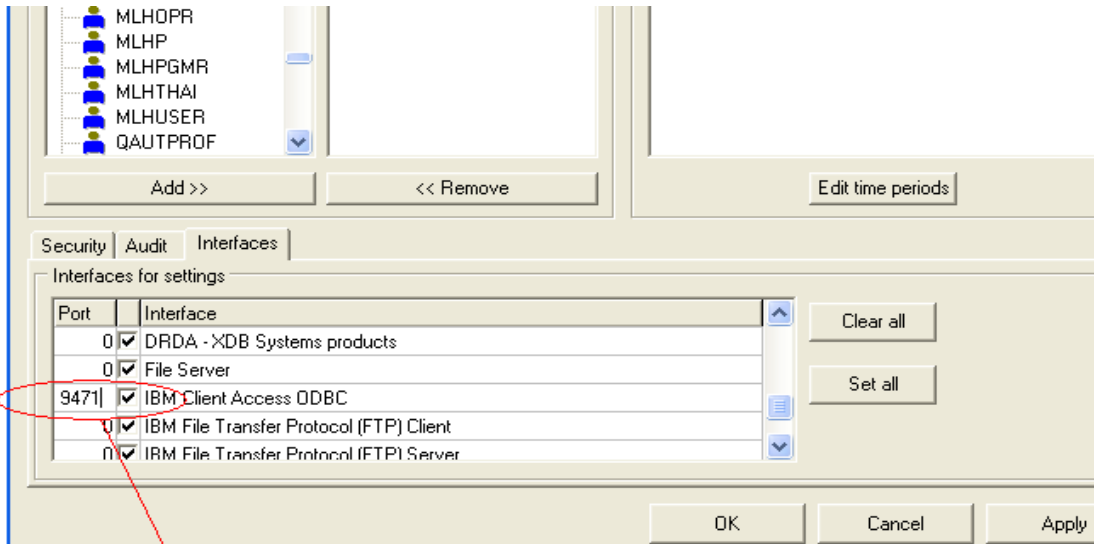 MLHOPR
MLHP
MLHPGMR
MLHTHAI
MLHUSER
QAUTPROF
Add >> << Remove Edit time periods
Security Audit Interfaces
Interfaces for settings
Port Interface
0 DRDA - XDB Systems products
0 File Server
9471 IBM Client Access ODBC
0 IBM File Transfer Protocol (FTP) Client
0 IBM File Transfer Protocol (FTP) Server
Clear all
Set all
OK Cancel Apply